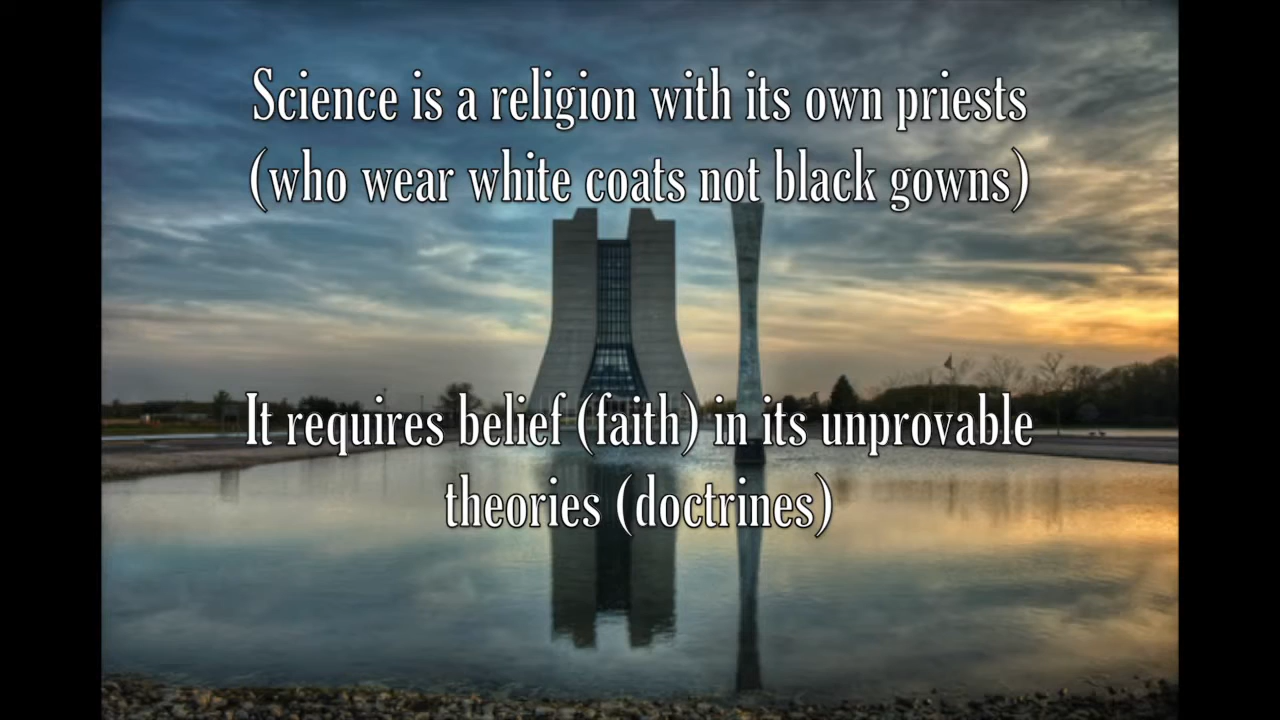 Science is a religion with its own priests
(who wear white coats not black gowns)
It requires belief (faith) in its unprovable
theories (doctrines)